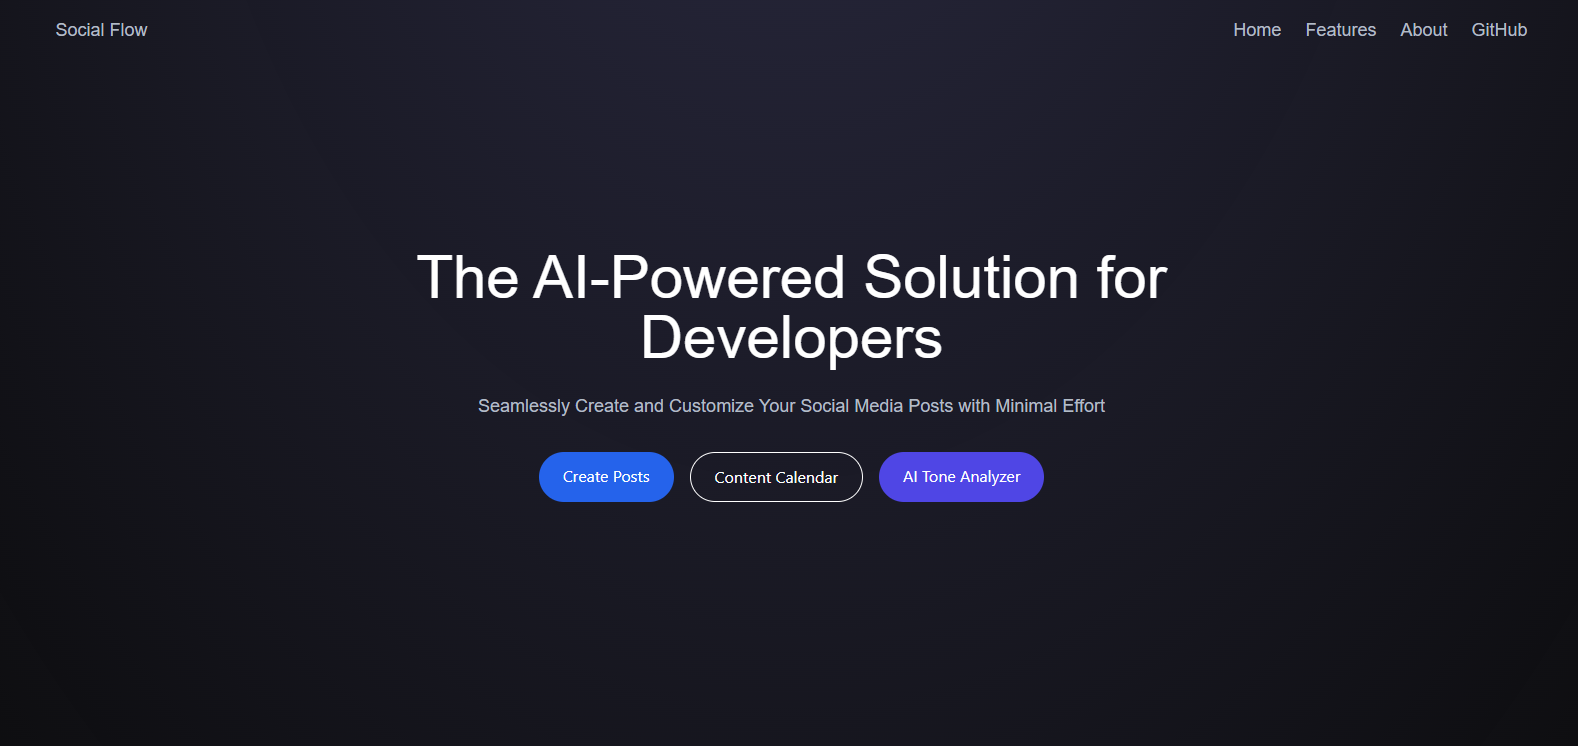 Social Flow
Home Features About GitHub
The AI-Powered Solution for
Developers
Seamlessly Create and Customize Your Social Media Posts with Minimal Effort
Create Posts
Content Calendar
AI Tone Analyzer